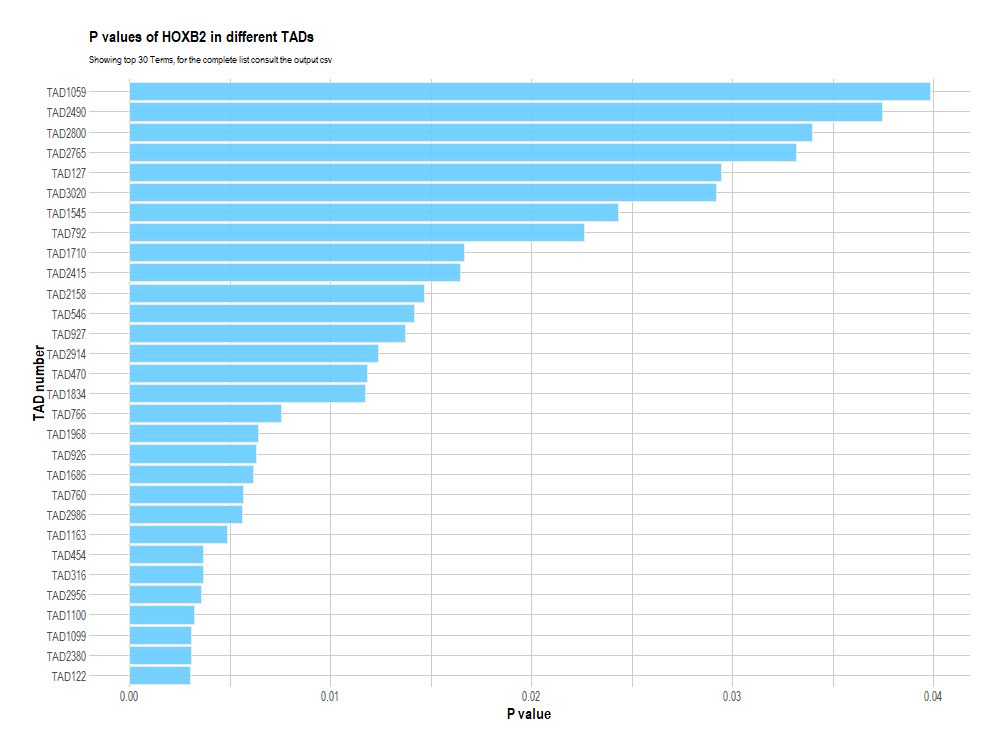 P values of HOXB2 in different TADs
Showing top 30 Terms, for the complete list consult the output csv
TAD number
TAD1059
TAD2490
TAD2800
TAD2765
TAD127
TAD3020
TAD1545
TAD792
TAD1710
TAD2415
TAD2158
TAD546
TAD927
TAD2914
TAD470
TAD1834
TAD766
TAD1968
TAD926
TAD1686
TAD760
TAD2986
TAD1163
TAD454
TAD316
TAD2956
TAD1100
TAD1099
TAD2380
TAD122
0.00 0.01 0.02 0.03 0.04
P value